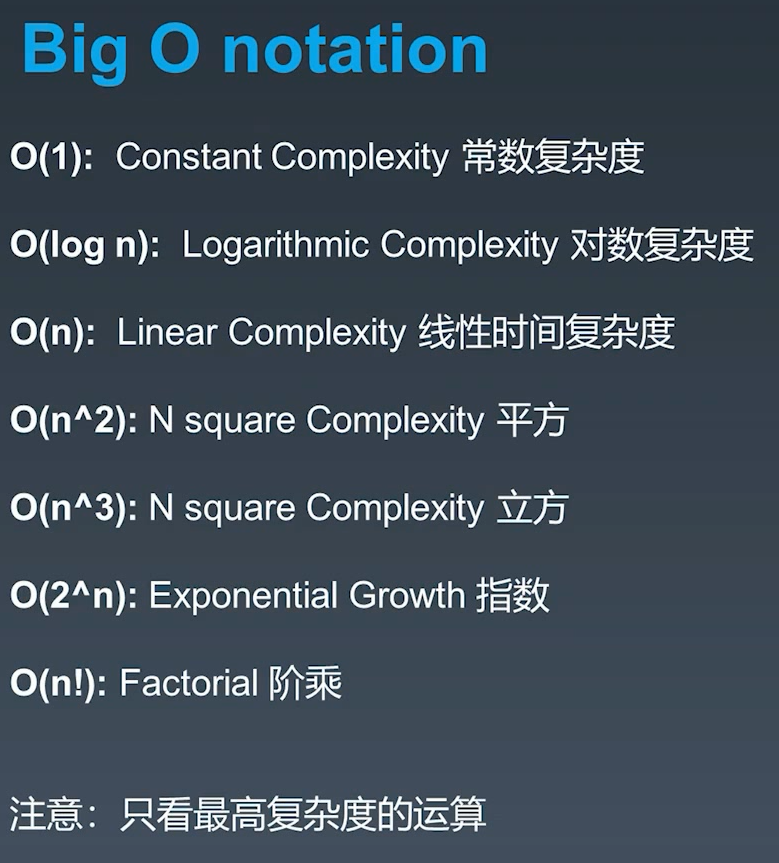 Big O notation
O(1): Constant Complexity 常数复杂度
O(log n): Logarithmic Complexity 对数复杂度
O(n): Linear Complexity 线性时间复杂度
O(n^2): N square Complexity 平方
O(n^3): N square Complexity 立方
O(2^n): Exponential Growth 指数
O(n!): Factorial 阶乘
注意：只看最高复杂度的运算